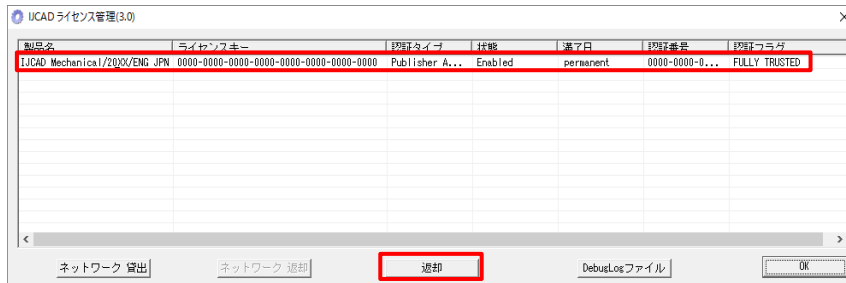 IJCAD ライセンス管理(3.0)
製品名 ライセンスキー 認証タイプ 状態 満了日 認証番号 認証フラグ
IJCAD Mechanical/20XX/ENG JPN 0000-0000-0000-0000-0000-0000-0000 Publisher A... Enabled permanent 0000-0000-0... FULLY TRUSTED
ネットワーク 貸出 ネットワーク 返却 返却 DebugLogファイル OK